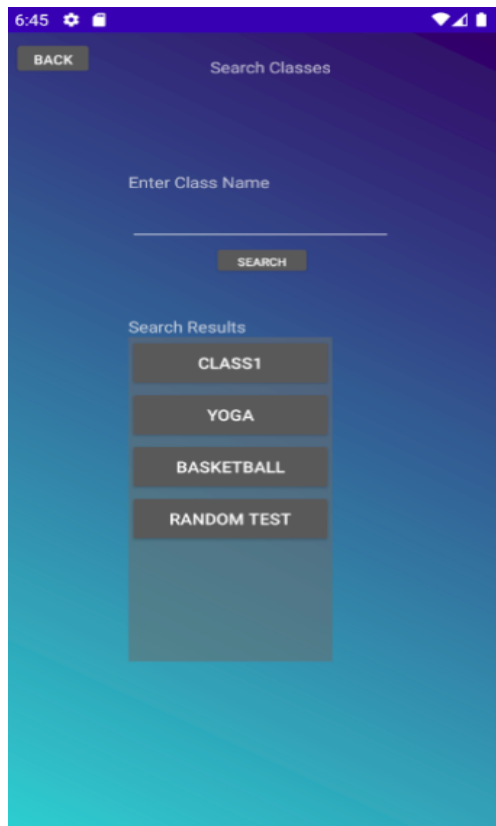 6:45
BACK
Search Classes
Enter Class Name
SEARCH
Search Results
CLASS1
YOGA
BASKETBALL
RANDOM TEST